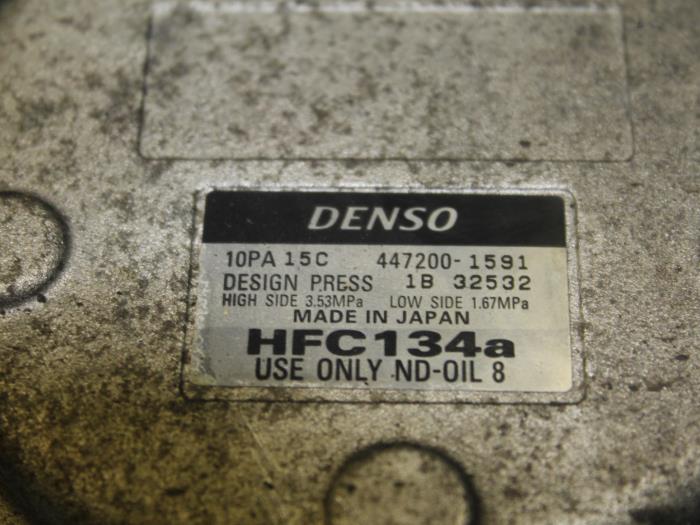 DENSO
10PA 15C 447200-1591
DESIGN PRESS 1B 32532
HIGH SIDE 3.53MPa LOW SIDE 1.67MPa
MADE IN JAPAN
HFC134a
USE ONLY ND-OIL 8